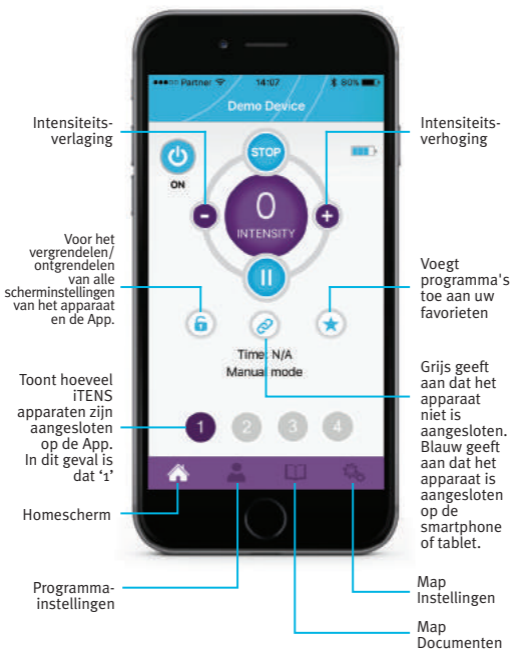 Partner 14:07 80%
Demo Device
STOP
ON
0
INTENSITY
-
+
Time: N/A
Manual mode
1 2 3 4
Intensiteits-
verlaging
Voor het
vergrendelen/
ontgrendelen
van alle
scherminstellingen
van het apparaat
en de App.
Toont hoeveel
iTENS
apparaten zijn
aangesloten
op de App.
In dit geval is
dat ‘1’
Homescherm
Programma-
instellingen
Intensiteits-
verhoging
Voegt
programma's
toe aan uw
favorieten
Grijs geeft
aan dat het
apparaat
niet is
aangesloten.
Blauw geeft
aan dat het
apparaat is
aangesloten
op de
smartphone
of tablet.
Map
Instellingen
Map
Documenten